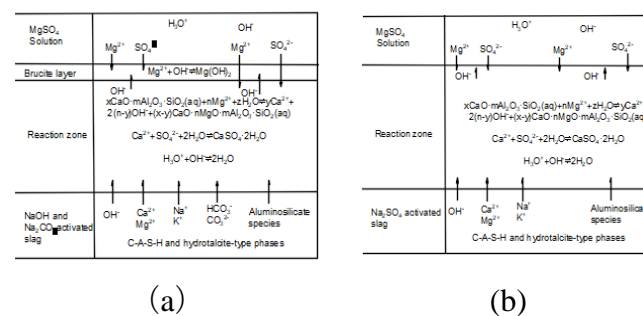 MgSO₄
Solution
H₃O⁺
OH⁻
Mg²⁺
SO₄
Mg²⁺
SO₄²⁻
Brucite layer
Mg²⁺+OH⁻⇌Mg(OH)₂
OH⁻
OH⁻
Reaction zone
xCaO·mAl₂O₃·SiO₂(aq)+nMg²⁺+zH₂O⇌yCa²⁺+
2(n-y)OH⁻+(x-y)CaO·nMgO·mAl₂O₃·SiO₂(aq)
Ca²⁺+SO₄²⁻+2H₂O⇌CaSO₄·2H₂O
H₃O⁺+OH⁻⇌2H₂O
NaOH and
Na₂CO activated
slag
OH⁻
Ca²⁺
Mg²⁺
Na⁺
K⁺
HCO₃⁻
CO₃²⁻
Aluminosilicate
species
C-A-S-H and hydrotalcite-type phases
(a)
MgSO₄
Solution
H₃O⁺
OH⁻
Mg²⁺
SO₄²⁻
Mg²⁺
SO₄²⁻
OH⁻
OH⁻
Reaction zone
xCaO·mAl₂O₃·SiO₂(aq)+nMg²⁺+zH₂O⇌yCa²
2(n-y)OH⁻+(x-y)CaO·nMgO·mAl₂O₃·SiO₂(a
Ca²⁺+SO₄²⁻+2H₂O⇌CaSO₄·2H₂O
H₃O⁺+OH⁻⇌2H₂O
Na₂SO₄ activated
slag
OH⁻
Ca²⁺
Mg²⁺
Na⁺
K⁺
Aluminosilica
species
C-A-S-H and hydrotalcite-type phases
(b)